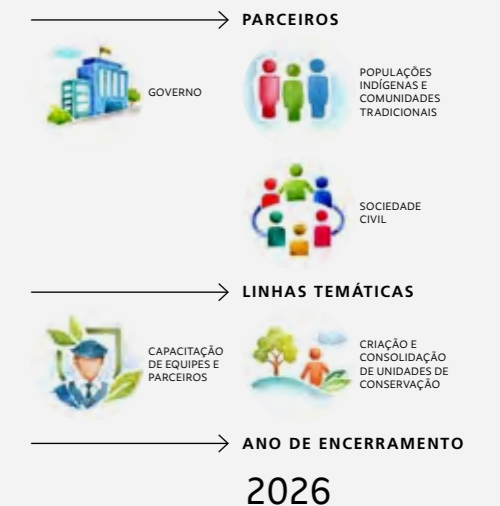 PARCEIROS
GOVERNO
POPULAÇÕES
INDÍGENAS E
COMUNIDADES
TRADICIONAIS
SOCIEDADE
CIVIL
LINHAS TEMÁTICAS
CAPACITAÇÃO
DE EQUIPES E
PARCEIROS
CRIAÇÃO E
CONSOLIDAÇÃO
DE UNIDADES DE
CONSERVAÇÃO
ANO DE ENCERRAMENTO
2026